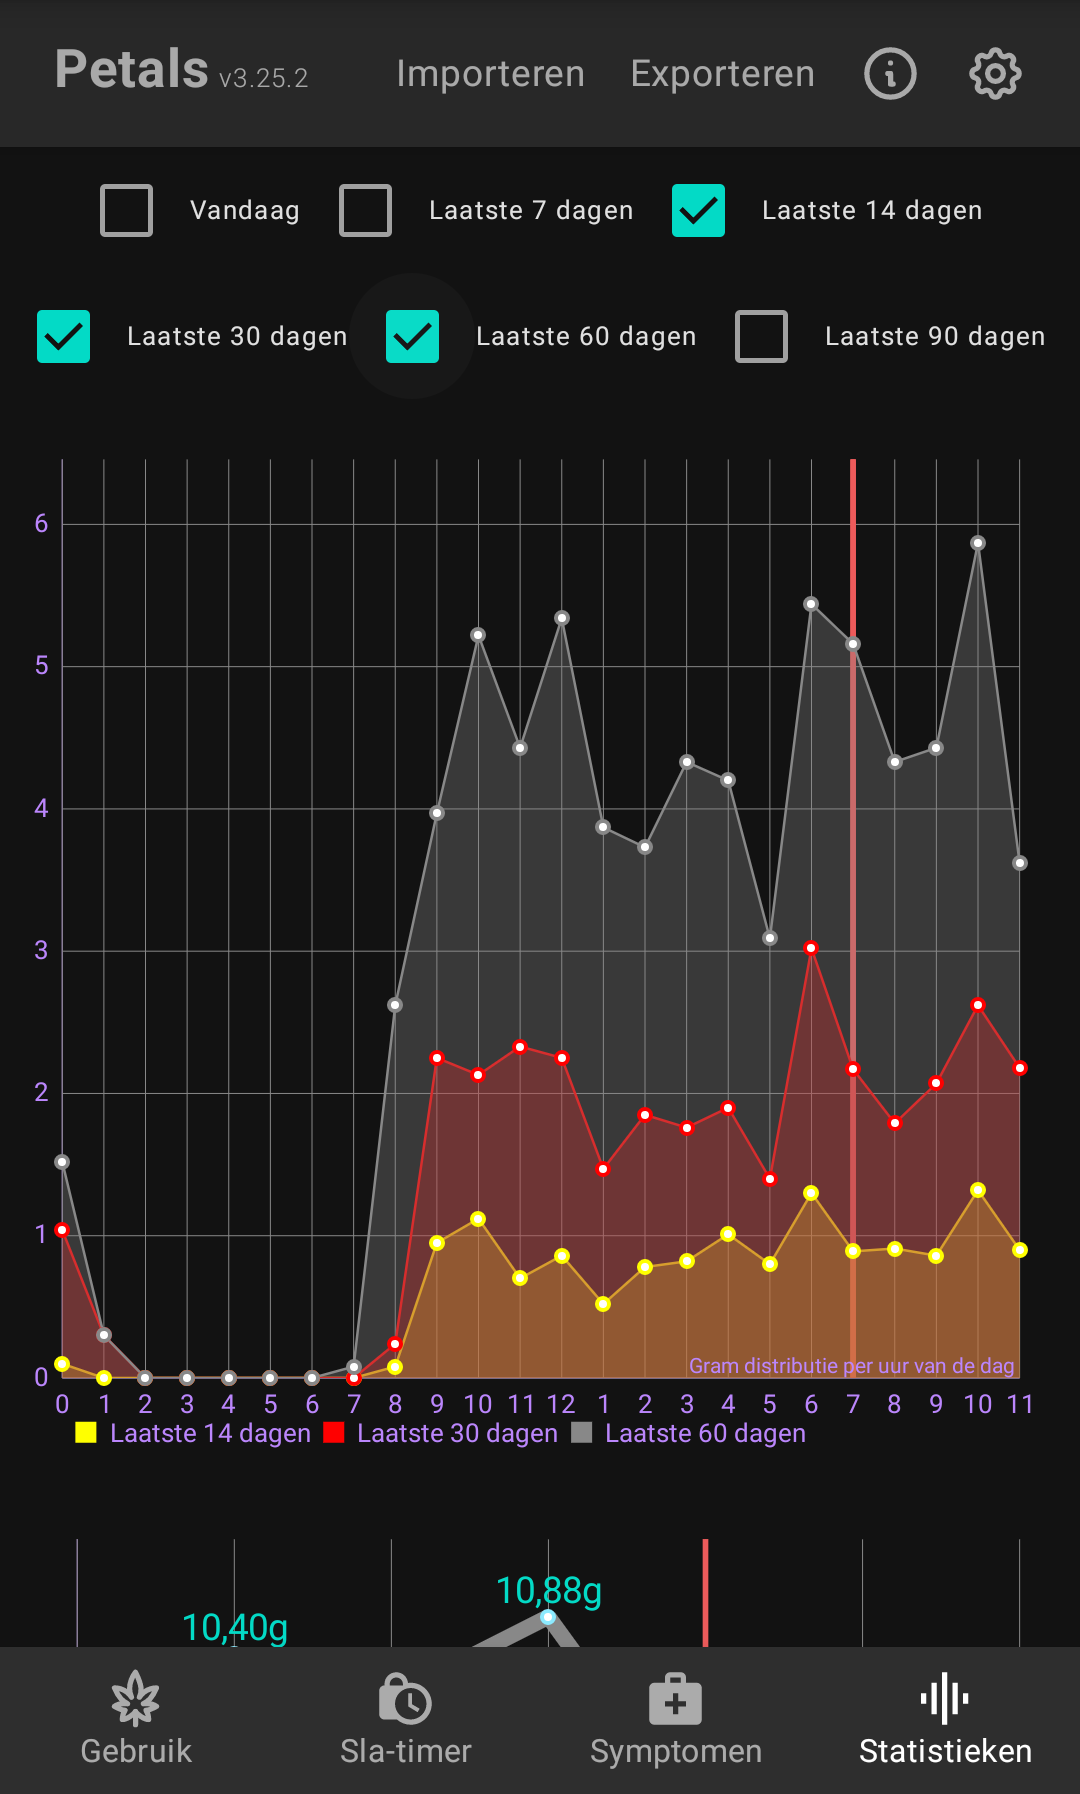 Petals v3.25.2 Importeren Exporteren
Vandaag Laatste 7 dagen Laatste 14 dagen
Laatste 30 dagen Laatste 60 dagen Laatste 90 dagen
6
5
4
3
2
1
0
Gram distributie per uur van de dag
0 1 2 3 4 5 6 7 8 9 10 11 12 1 2 3 4 5 6 7 8 9 10 11
Laatste 14 dagen Laatste 30 dagen Laatste 60 dagen
10,88g
10,40g
Gebruik Sla-timer Symptomen Statistieken